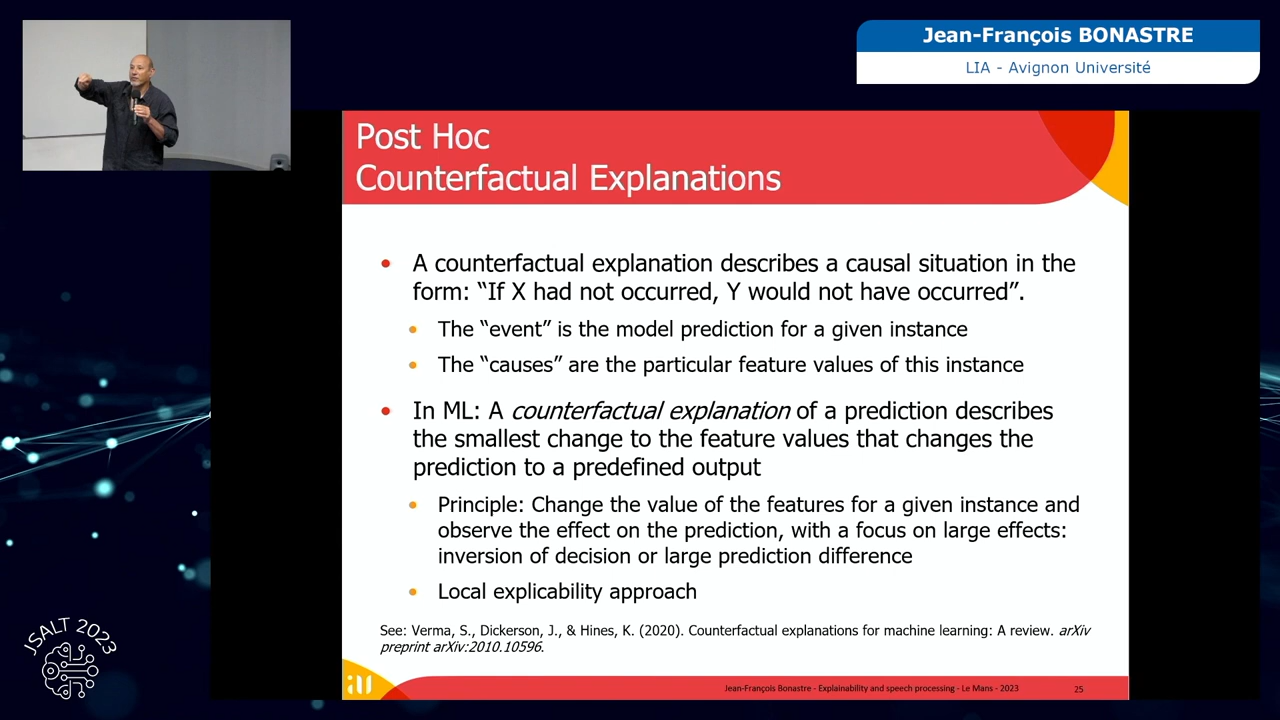 Jean-François BONASTRE
LIA - Avignon Université
Post Hoc
Counterfactual Explanations
• A counterfactual explanation describes a causal situation in the
form: “If X had not occurred, Y would not have occurred”.
• The “event” is the model prediction for a given instance
• The “causes” are the particular feature values of this instance
• In ML: A counterfactual explanation of a prediction describes
the smallest change to the feature values that changes the
prediction to a predefined output
• Principle: Change the value of the features for a given instance and
observe the effect on the prediction, with a focus on large effects:
inversion of decision or large prediction difference
• Local explicability approach
See: Verma, S., Dickerson, J., & Hines, K. (2020). Counterfactual explanations for machine learning: A review. arXiv
preprint arXiv:2010.10596.
Jean-François Bonastre - Explainability and speech processing - Le Mans - 2023
25
JSALT 2023